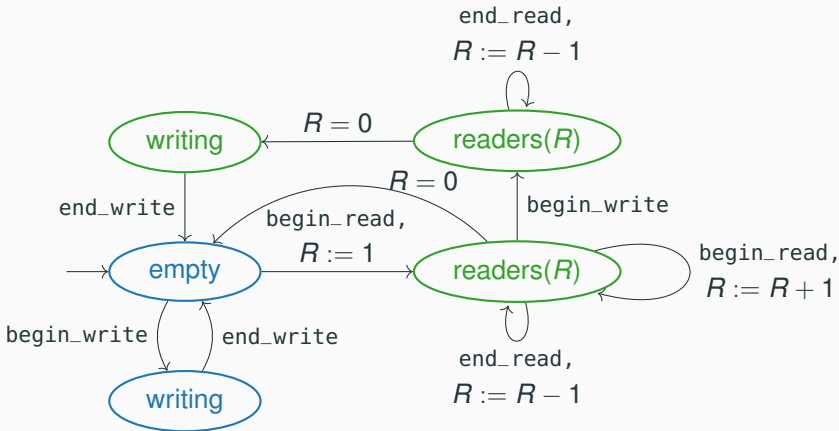 end_read,
R := R − 1
writing
R = 0
readers(R)
end_write
R = 0
begin_read,
R := 1
begin_write
empty
readers(R)
begin_read,
R := R + 1
begin_write
end_write
end_read,
R := R − 1
writing